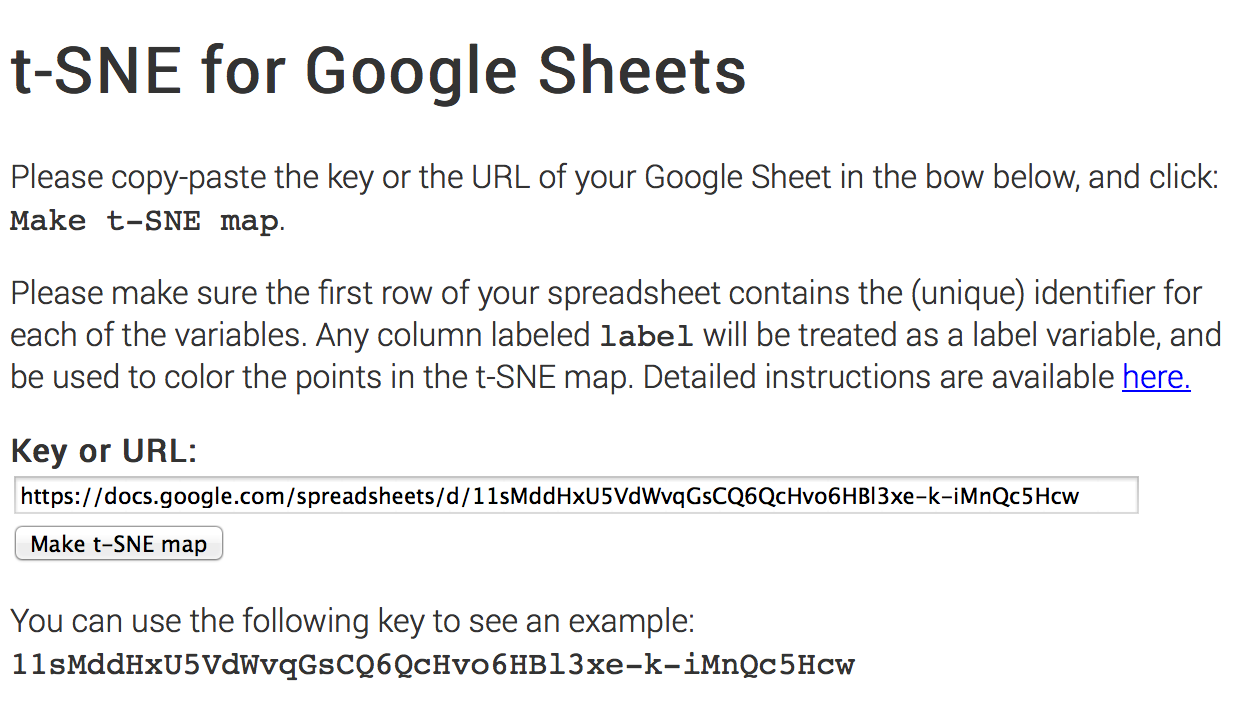 t-SNE for Google Sheets
Please copy-paste the key or the URL of your Google Sheet in the bow below, and click:
Make t-SNE map.
Please make sure the first row of your spreadsheet contains the (unique) identifier for
each of the variables. Any column labeled label will be treated as a label variable, and
be used to color the points in the t-SNE map. Detailed instructions are available here.
Key or URL:
https://docs.google.com/spreadsheets/d/11sMddHxU5VdWvqGsCQ6QcHvo6HBl3xe-k-iMnQc5Hcw
Make t-SNE map
You can use the following key to see an example:
11sMddHxU5VdWvqGsCQ6QcHvo6HBl3xe-k-iMnQc5Hcw